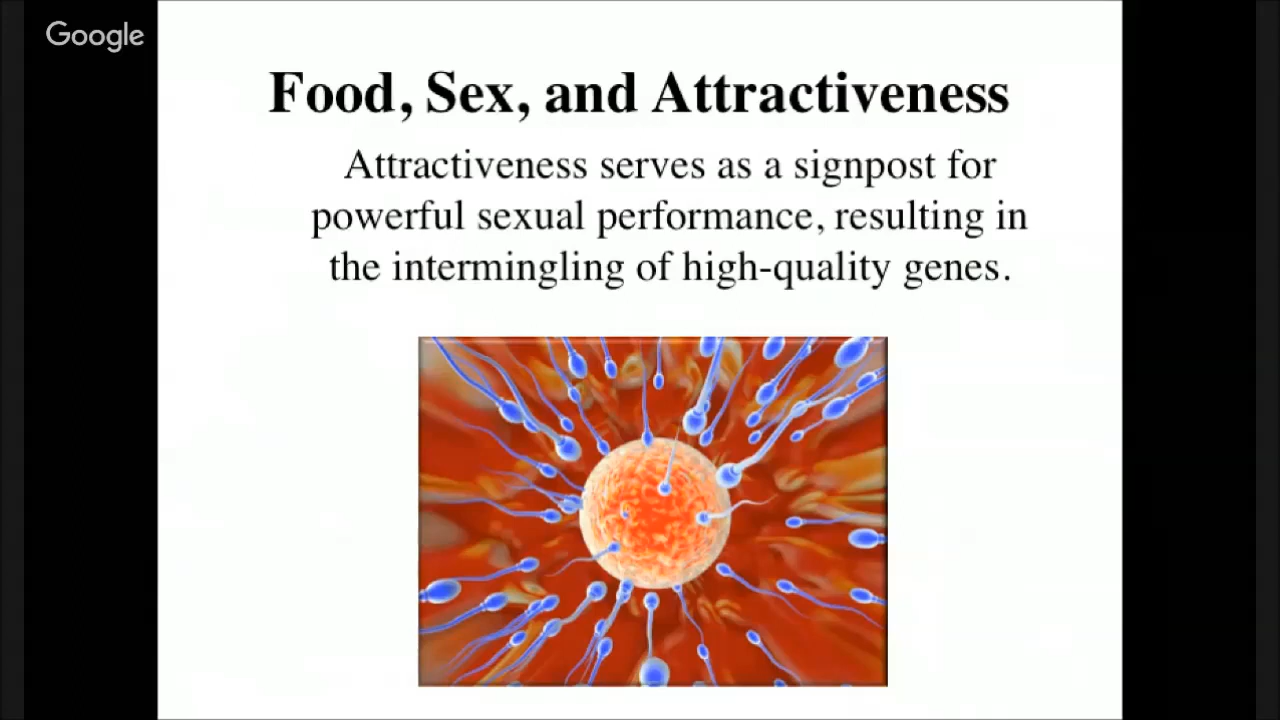 Google
Food, Sex, and Attractiveness
Attractiveness serves as a signpost for
powerful sexual performance, resulting in
the intermingling of high-quality genes.